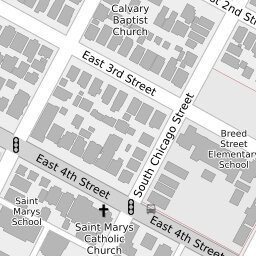 Calvary
Baptist
Church
East 2nd Street
East 3rd Street
South Chicago Street
Breed
Street
Elementary
School
East 4th Street
Saint
Marys
School
Saint Marys
Catholic
Church
East 4th Street